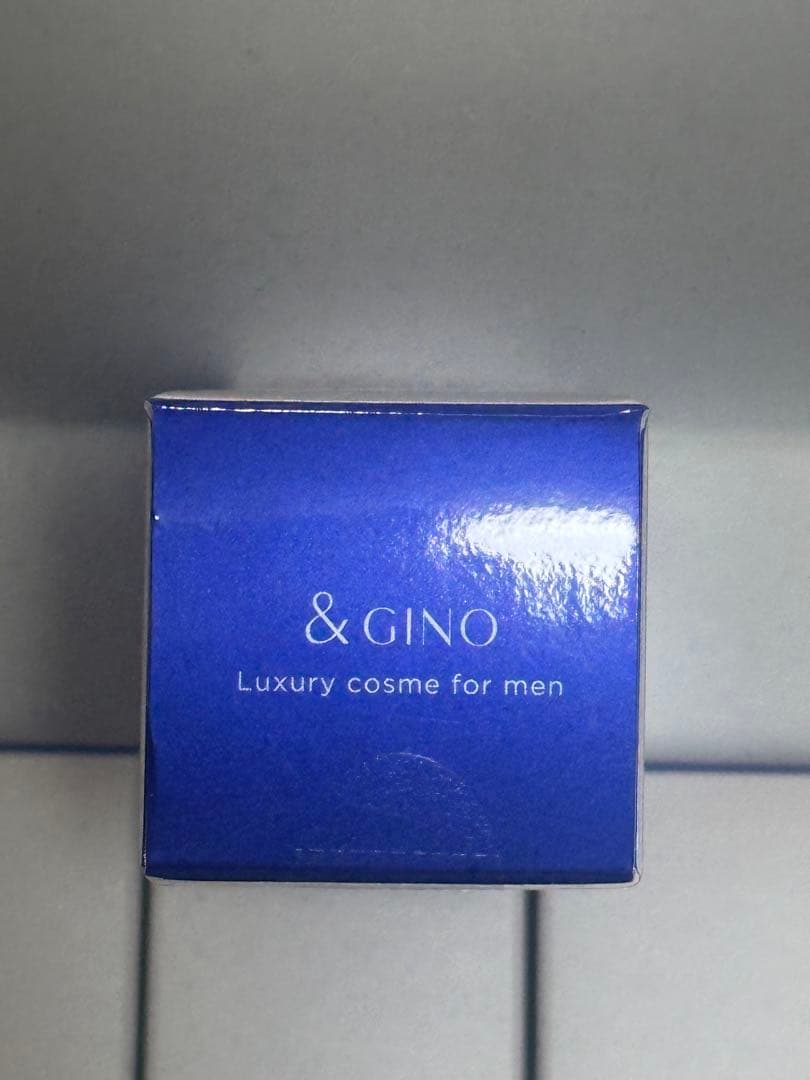 & GINO
Luxury cosme for men